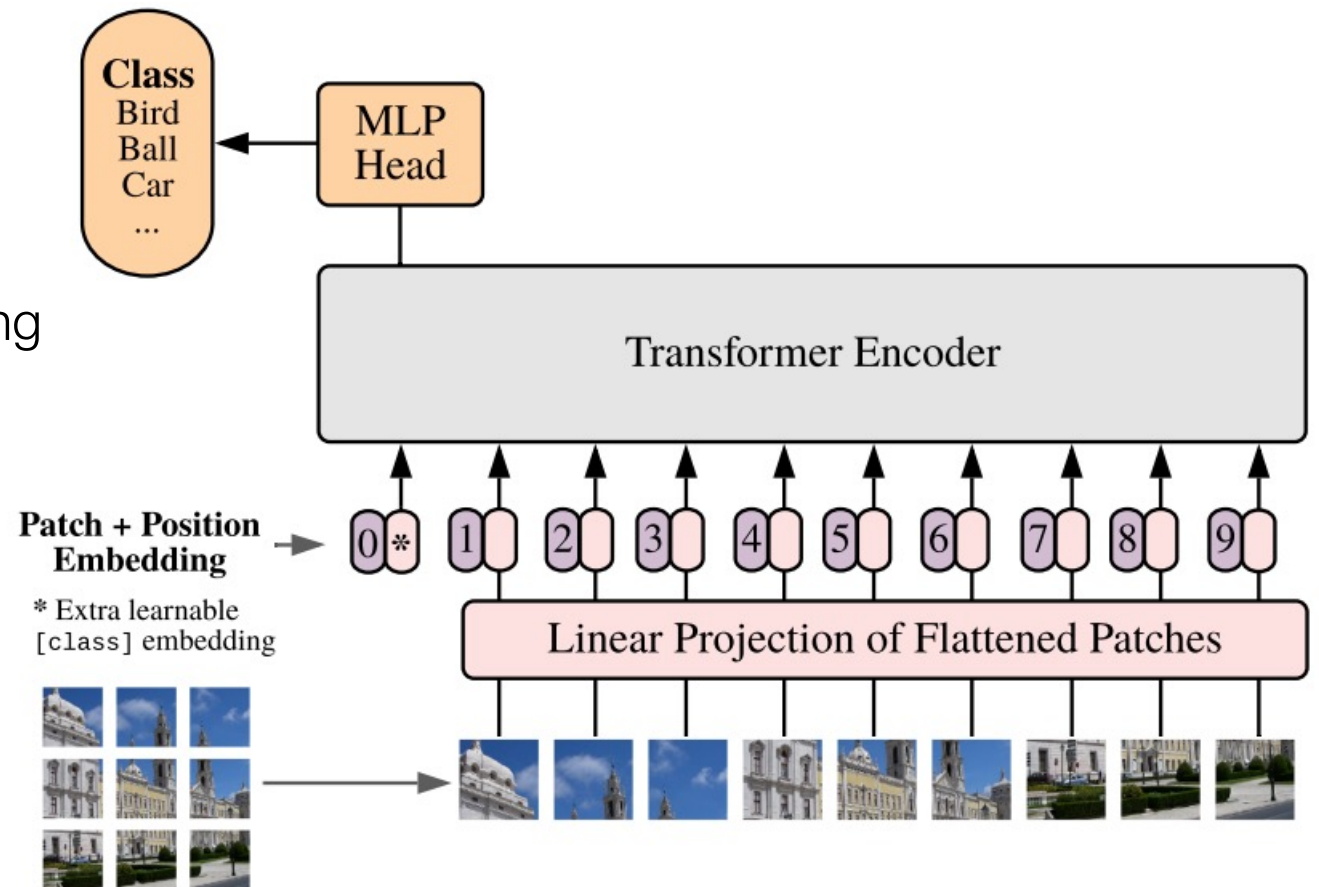 Class
Bird
Ball
Car
...
MLP
Head
ng
Transformer Encoder
Patch + Position
Embedding
0 * 1 2 3 4 5 6 7 8 9
* Extra learnable
[class] embedding
Linear Projection of Flattened Patches